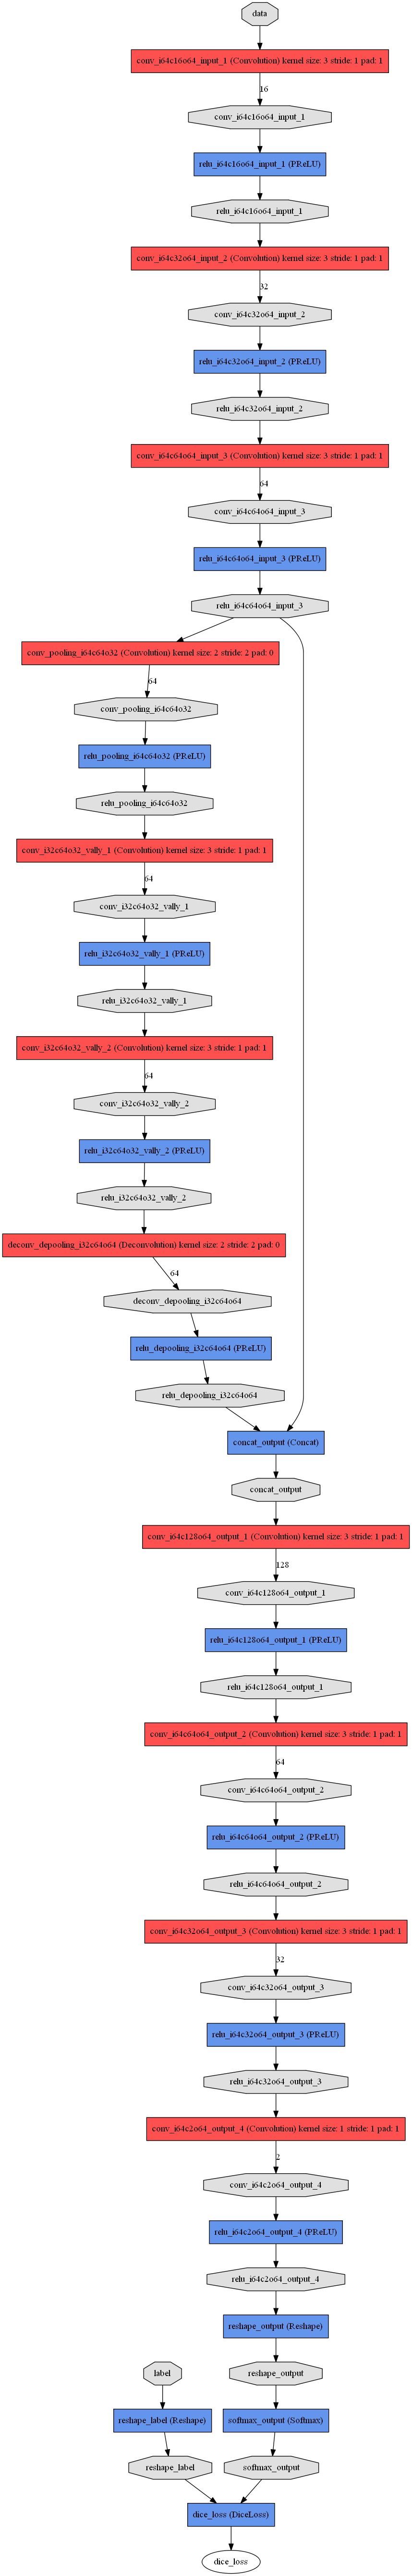 data
conv_i64c16o64_input_1 (Convolution) kernel size: 3 stride: 1 pad: 1
16
conv_i64c16o64_input_1
relu_i64c16o64_input_1 (PReLU)
relu_i64c16o64_input_1
conv_i64c32o64_input_2 (Convolution) kernel size: 3 stride: 1 pad: 1
32
conv_i64c32o64_input_2
relu_i64c32o64_input_2 (PReLU)
relu_i64c32o64_input_2
conv_i64c64o64_input_3 (Convolution) kernel size: 3 stride: 1 pad: 1
64
conv_i64c64o64_input_3
relu_i64c64o64_input_3 (PReLU)
relu_i64c64o64_input_3
conv_pooling_i64c64o32 (Convolution) kernel size: 2 stride: 2 pad: 0
64
conv_pooling_i64c64o32
relu_pooling_i64c64o32 (PReLU)
relu_pooling_i64c64o32
conv_i32c64o32_vally_1 (Convolution) kernel size: 3 stride: 1 pad: 1
64
conv_i32c64o32_vally_1
relu_i32c64o32_vally_1 (PReLU)
relu_i32c64o32_vally_1
conv_i32c64o32_vally_2 (Convolution) kernel size: 3 stride: 1 pad: 1
64
conv_i32c64o32_vally_2
relu_i32c64o32_vally_2 (PReLU)
relu_i32c64o32_vally_2
deconv_depooling_i32c64o64 (Deconvolution) kernel size: 2 stride: 2 pad: 0
64
deconv_depooling_i32c64o64
relu_depooling_i32c64o64 (PReLU)
relu_depooling_i32c64o64
concat_output (Concat)
concat_output
conv_i64c128o64_output_1 (Convolution) kernel size: 3 stride: 1 pad: 1
128
conv_i64c128o64_output_1
relu_i64c128o64_output_1 (PReLU)
relu_i64c128o64_output_1
conv_i64c64o64_output_2 (Convolution) kernel size: 3 stride: 1 pad: 1
64
conv_i64c64o64_output_2
relu_i64c64o64_output_2 (PReLU)
relu_i64c64o64_output_2
conv_i64c32o64_output_3 (Convolution) kernel size: 3 stride: 1 pad: 1
32
conv_i64c32o64_output_3
relu_i64c32o64_output_3 (PReLU)
relu_i64c32o64_output_3
conv_i64c2o64_output_4 (Convolution) kernel size: 1 stride: 1 pad: 1
2
conv_i64c2o64_output_4
relu_i64c2o64_output_4 (PReLU)
relu_i64c2o64_output_4
reshape_output (Reshape)
label
reshape_output
reshape_label (Reshape)
softmax_output (Softmax)
reshape_label
softmax_output
dice_loss (DiceLoss)
dice_loss